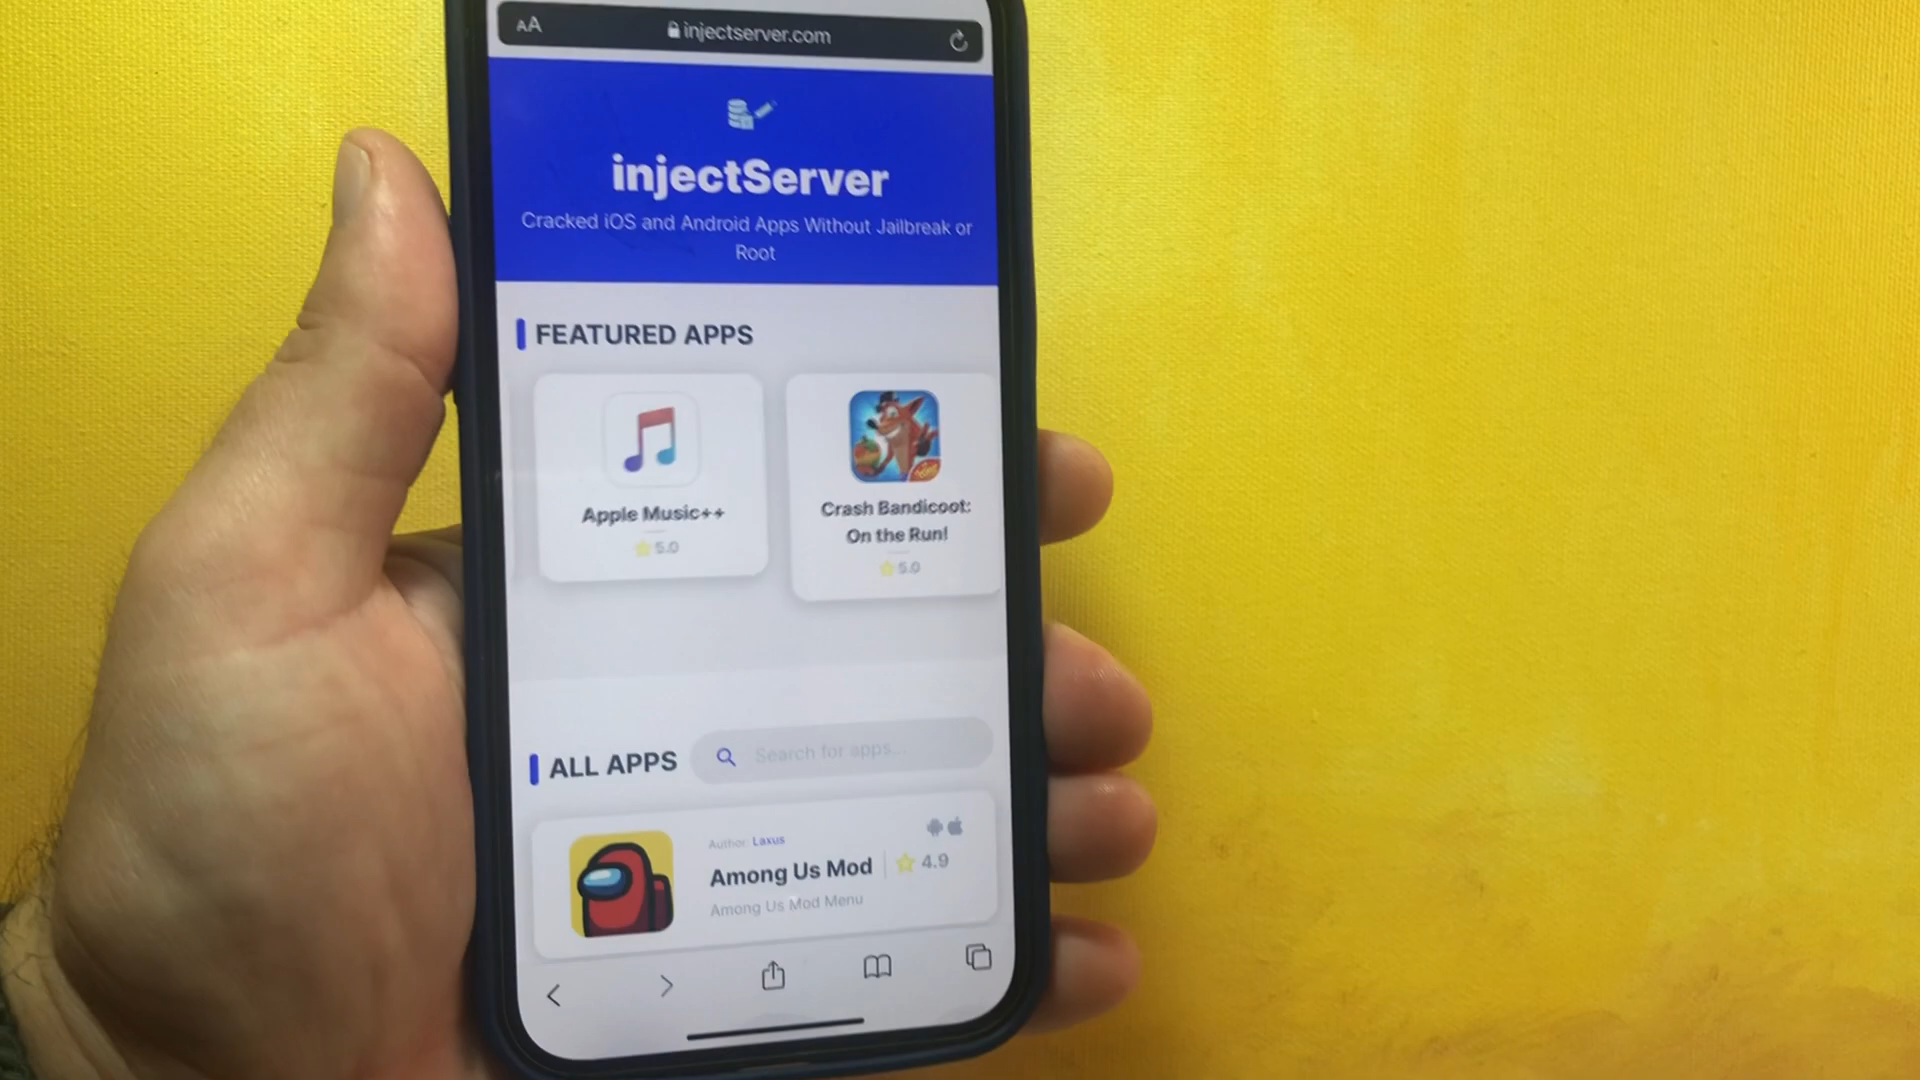 AA
injectserver.com
injectServer
Cracked iOS and Android Apps Without Jailbreak or
Root
FEATURED APPS
Apple Music++
5.0
Crash Bandicoot:
On the Run!
5.0
ALL APPS
Search for apps...
Author: Laxus
Among Us Mod
4.9
Among Us Mod Menu